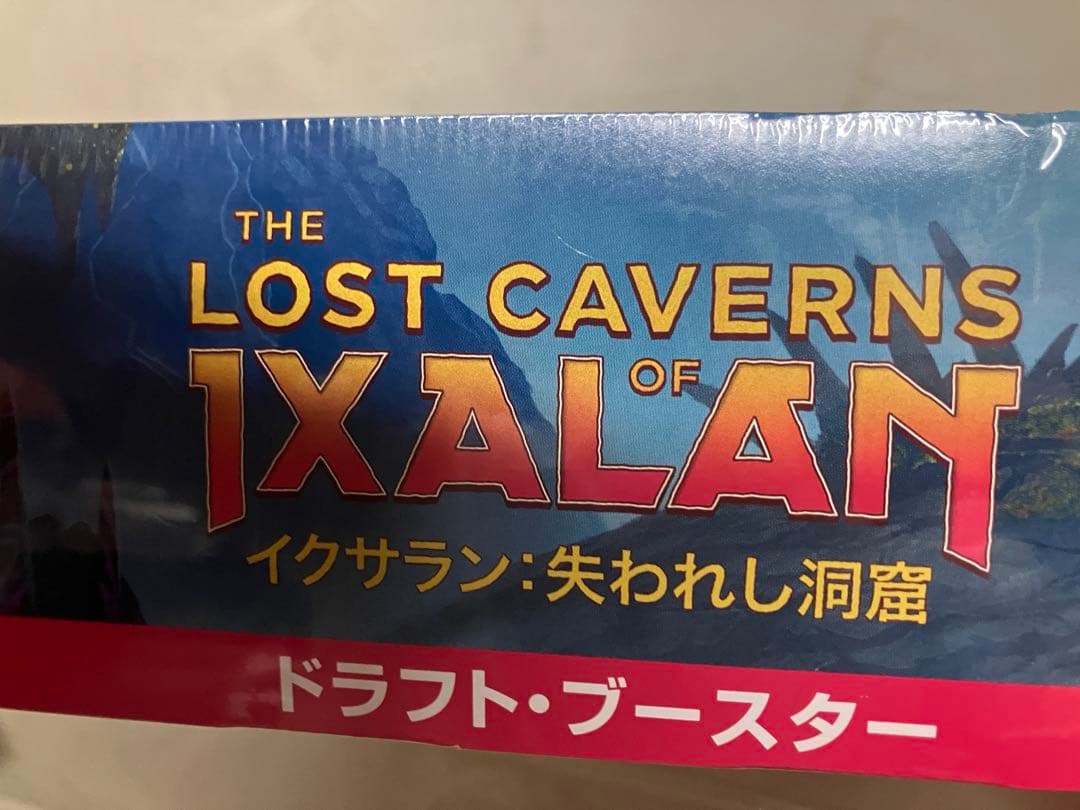 THE
LOST CAVERNS
OF
IXALAN
イクサラン：失われし洞窟
ドラフト・ブースター